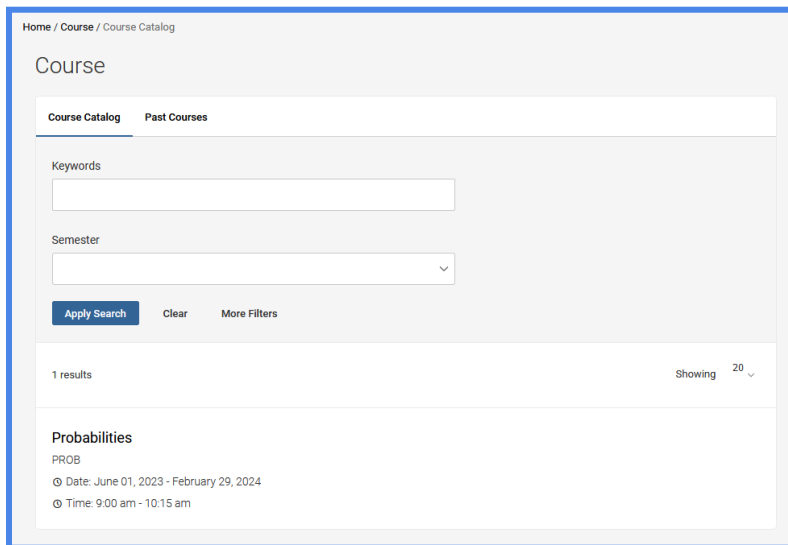 Home / Course / Course Catalog
Course
Course Catalog Past Courses
Keywords
Semester
Apply Search Clear More Filters
1 results Showing 20
Probabilities
PROB
Date: June 01, 2023 - February 29, 2024
Time: 9:00 am - 10:15 am